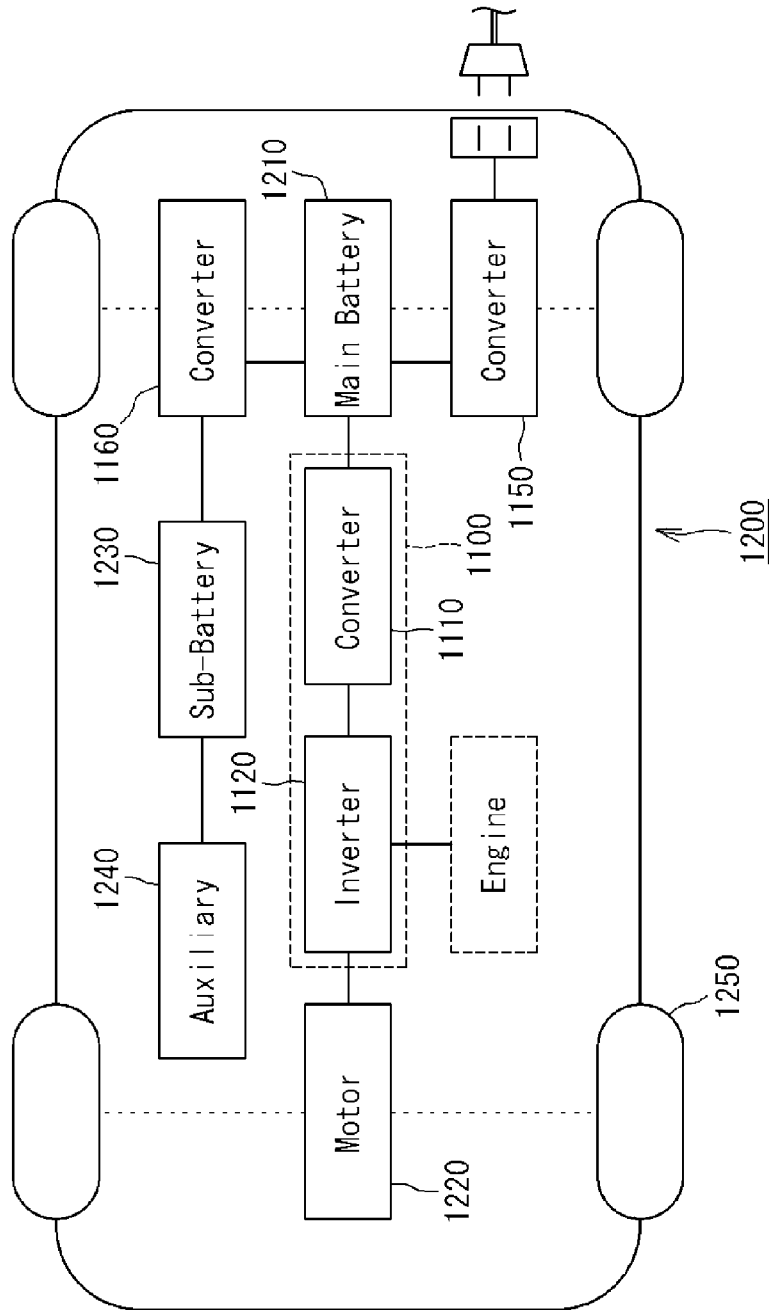 1240
Auxiliary
1230
Sub-Battery
1160
Converter
1220
Motor
1120
Inverter
1110
Converter
1100
1210
Main Battery
Engine
1150
Converter
1250
1200